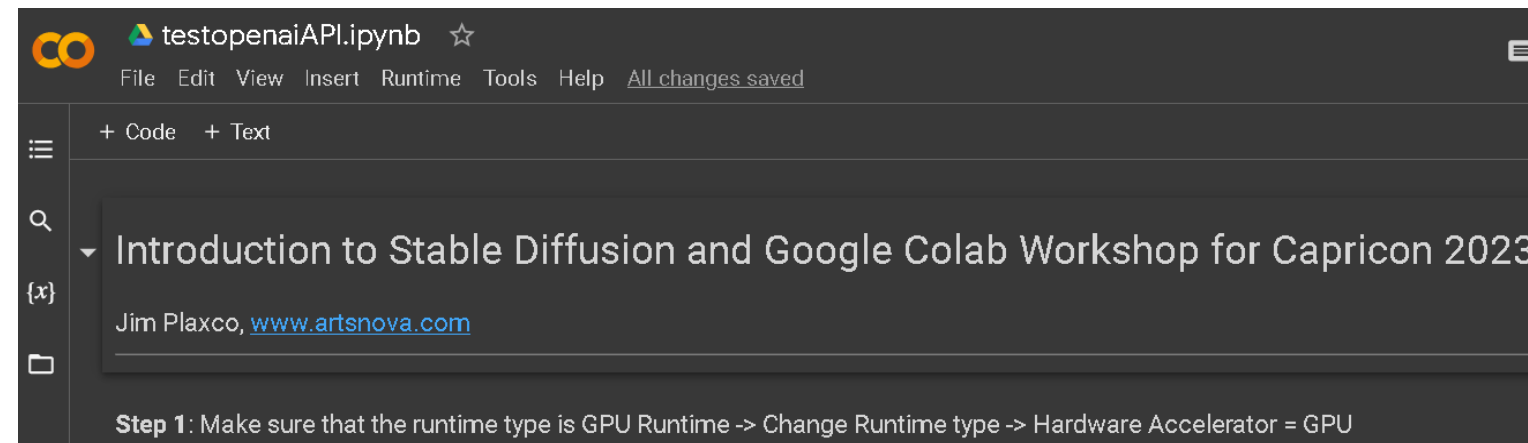 testopenaiAPI.ipynb
File Edit View Insert Runtime Tools Help All changes saved
+ Code + Text
Introduction to Stable Diffusion and Google Colab Workshop for Capricon 2023
{x}
Jim Plaxco, www.artsnova.com
Step 1: Make sure that the runtime type is GPU Runtime -> Change Runtime type -> Hardware Accelerator = GPU